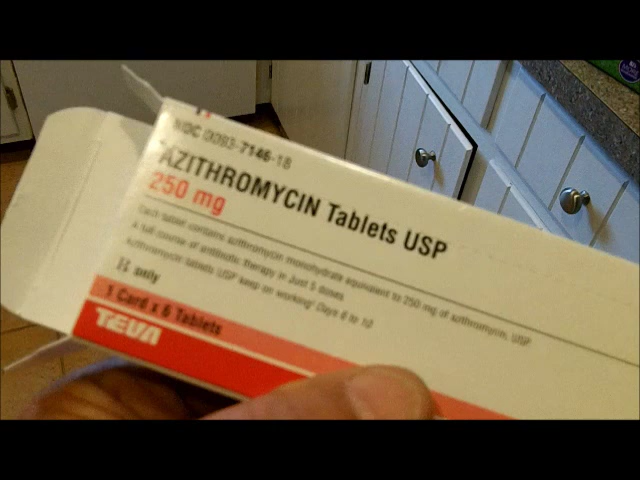 NDC 0093-7146-18
AZITHROMYCIN Tablets USP
250 mg
Each tablet contains azithromycin monohydrate equivalent to 250 mg of azithromycin, USP
A full course of antibiotic therapy in just 5 doses
Azithromycin tablets USP keep on working! Days 6 to 10
℞ only
1 Card x 6 Tablets
TEVA